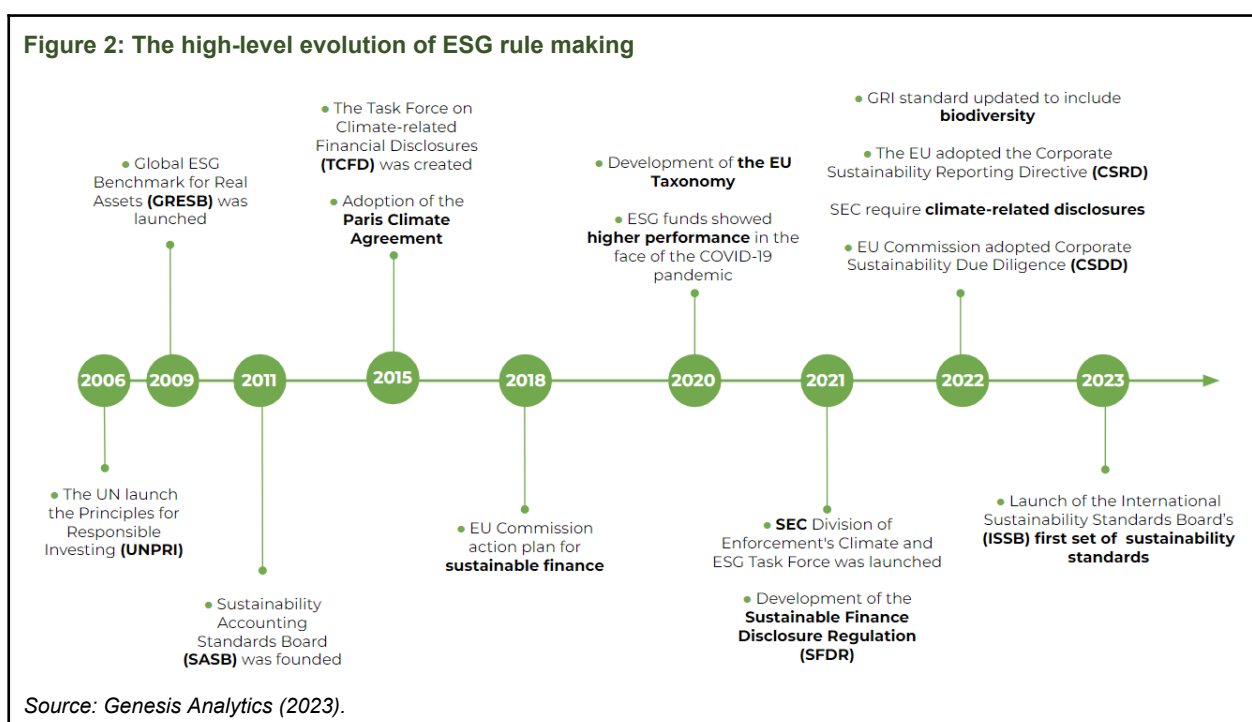 Figure 2: The high-level evolution of ESG rule making
● The Task Force on
Climate-related
Financial Disclosures
(TCFD) was created
● Adoption of the
Paris Climate
Agreement
● GRI standard updated to include
biodiversity
● The EU adopted the Corporate
Sustainability Reporting Directive (CSRD)
SEC require climate-related disclosures
● EU Commission adopted Corporate
Sustainability Due Diligence (CSDD)
● Global ESG
Benchmark for Real
Assets (GRESB) was
launched
● Development of the EU
Taxonomy
● ESG funds showed
higher performance in the
face of the COVID-19
pandemic
2006
2009
2011
2015
2018
2020
2021
2022
2023
● The UN launch
the Principles for
Responsible
Investing (UNPRI)
● Sustainability
Accounting
Standards Board
(SASB) was founded
● EU Commission
action plan for
sustainable finance
● SEC Division of
Enforcement's Climate and
ESG Task Force was launched
● Development of the
Sustainable Finance
Disclosure Regulation
(SFDR)
● Launch of the International
Sustainability Standards Board's
(ISSB) first set of sustainability
standards
Source: Genesis Analytics (2023).